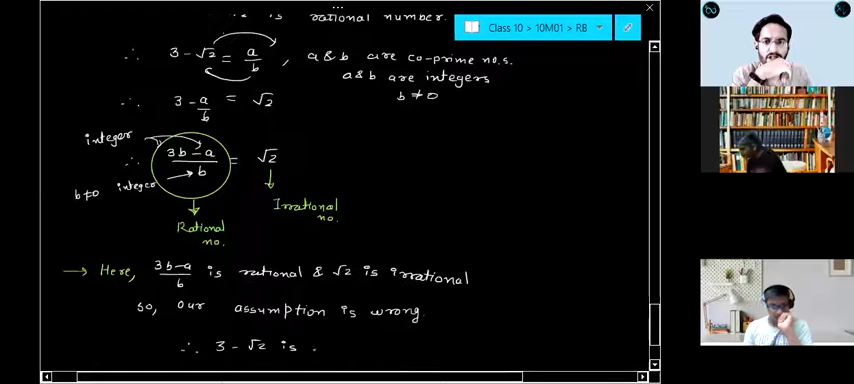 is rational number.
Class 10 > 10M01 > RB
∴ 3 - √2 = a/b , a & b are co-prime no.s.
a & b are integers
b ≠ 0
∴ 3 - a/b = √2
integer
∴ 3b - a / b = √2
b≠0 integer
Irrational no.
Rational no.
→ Here, 3b-a / b is rational & √2 is irrational
so, our assumption is wrong.
∴ 3 - √2 is